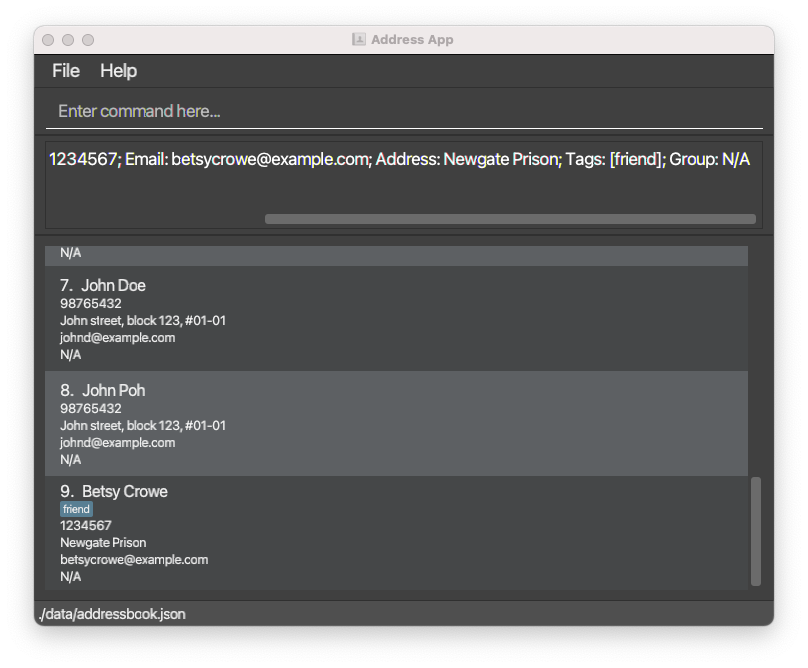 Address App
File Help
Enter command here...
1234567; Email: betsycrowe@example.com; Address: Newgate Prison; Tags: [friend]; Group: N/A
N/A
7. John Doe
98765432
John street, block 123, #01-01
johnd@example.com
N/A
8. John Poh
98765432
John street, block 123, #01-01
johnd@example.com
N/A
9. Betsy Crowe
friend
1234567
Newgate Prison
betsycrowe@example.com
N/A
./data/addressbook.json